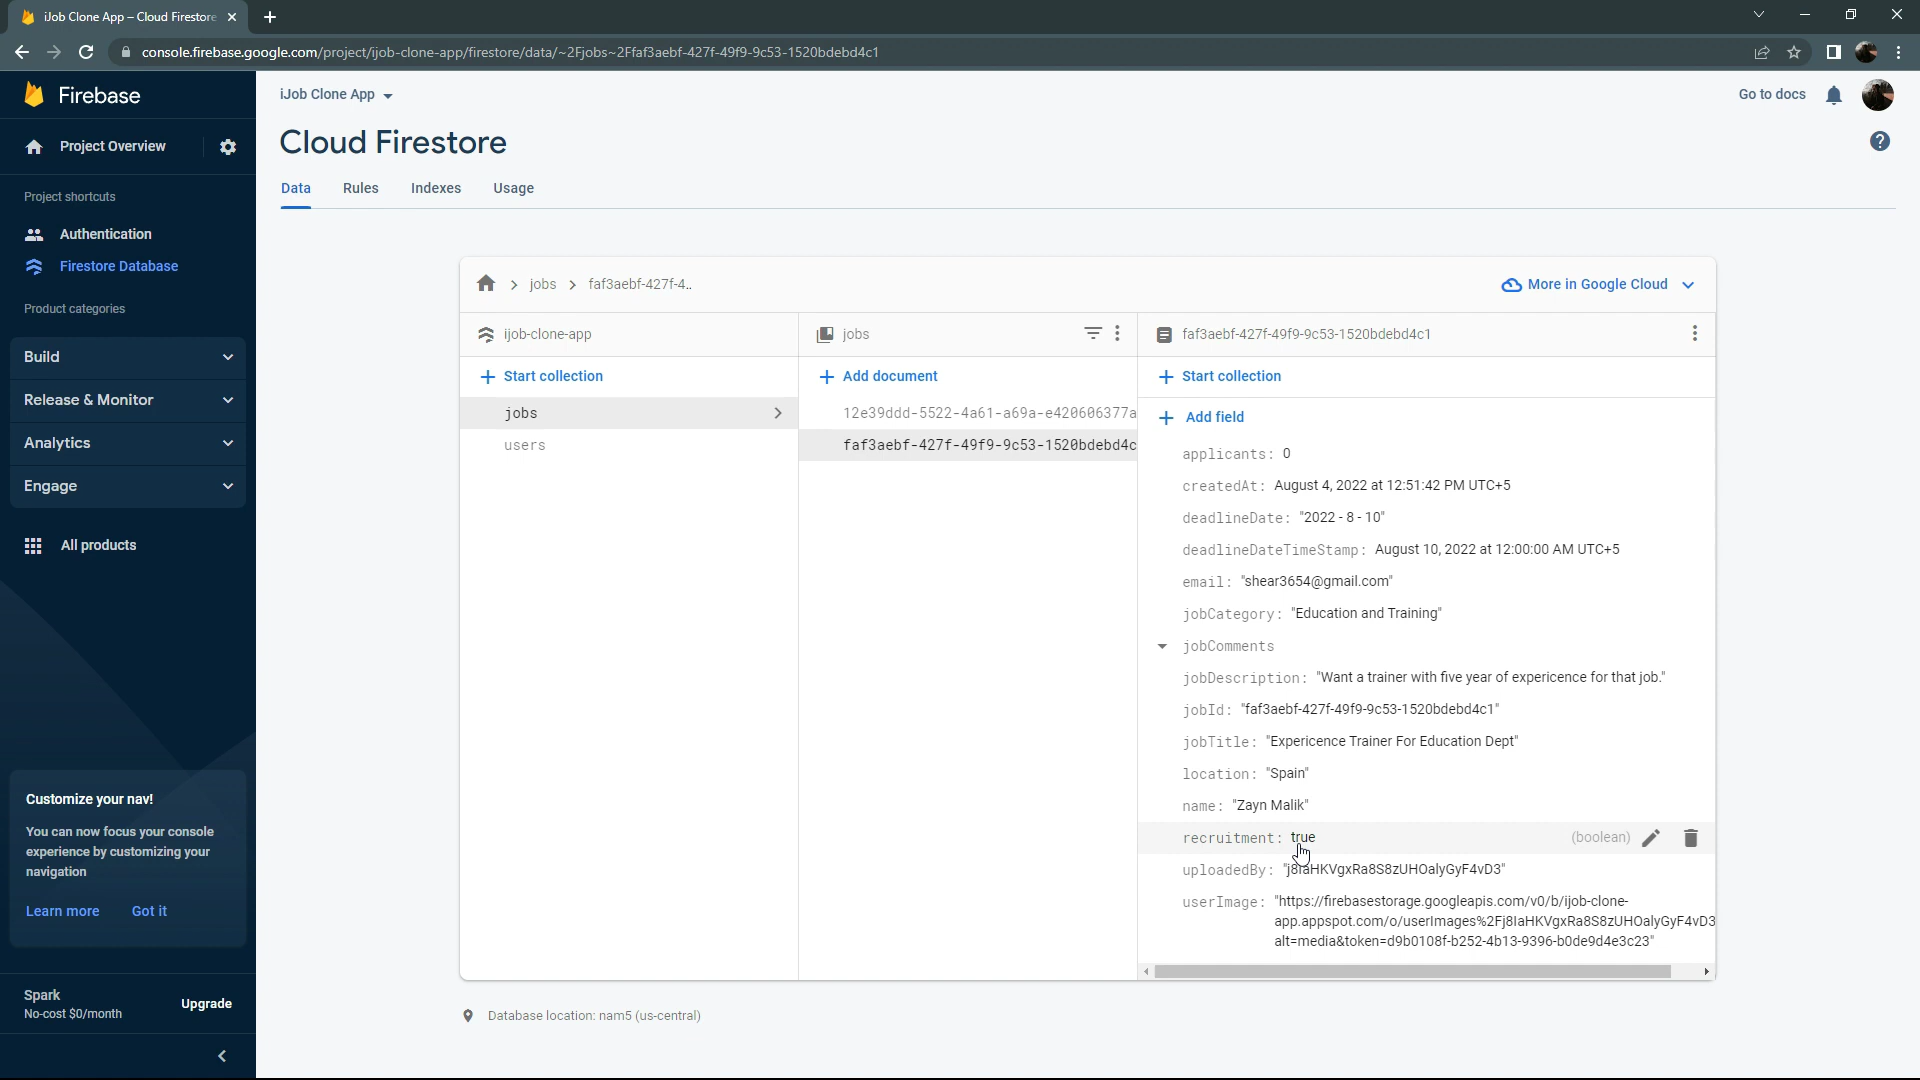 iJob Clone App – Cloud Firestore
console.firebase.google.com/project/ijob-clone-app/firestore/data/~2Fjobs~2Ffaf3aebf-427f-49f9-9c53-1520bdebd4c1
Firebase
iJob Clone App
Go to docs
Project Overview
Cloud Firestore
Data Rules Indexes Usage
Project shortcuts
Authentication
Firestore Database
Product categories
Build
Release & Monitor
Analytics
Engage
All products
Customize your nav!
You can now focus your console
experience by customizing your
navigation
Learn more Got it
Spark
No-cost $0/month
Upgrade
jobs faf3aebf-427f-4..
More in Google Cloud
ijob-clone-app
Start collection
jobs
users
jobs
Add document
12e39ddd-5522-4a61-a69a-e420606377a
faf3aebf-427f-49f9-9c53-1520bdebd4c
faf3aebf-427f-49f9-9c53-1520bdebd4c1
Start collection
Add field
applicants: 0
createdAt: August 4, 2022 at 12:51:42 PM UTC+5
deadlineDate: "2022 - 8 - 10"
deadlineDateTimeStamp: August 10, 2022 at 12:00:00 AM UTC+5
email: "shear3654@gmail.com"
jobCategory: "Education and Training"
jobComments
jobDescription: "Want a trainer with five year of expericence for that job."
jobId: "faf3aebf-427f-49f9-9c53-1520bdebd4c1"
jobTitle: "Expericence Trainer For Education Dept"
location: "Spain"
name: "Zayn Malik"
recruitment: true (boolean)
uploadedBy: "j8IaHKVgxRa8S8zUHOalyGyF4vD3"
userImage: "https://firebasestorage.googleapis.com/v0/b/ijob-clone-
app.appspot.com/o/userImages%2Fj8IaHKVgxRa8S8zUHOalyGyF4vD3
alt=media&token=d9b0108f-b252-4b13-9396-b0de9d4e3c23"
Database location: nam5 (us-central)